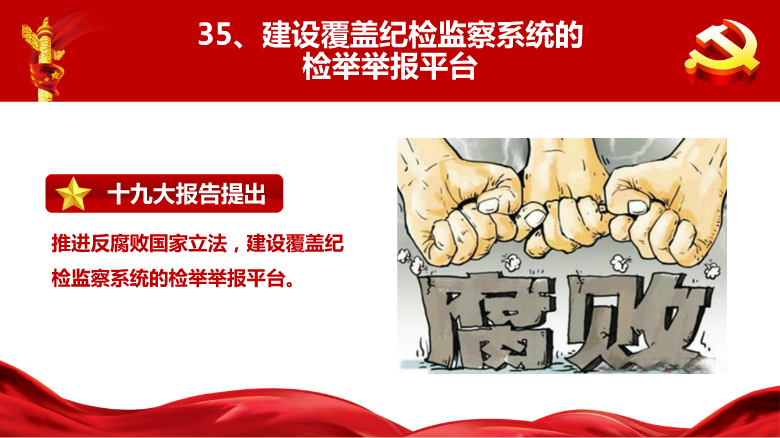 35、建设覆盖纪检监察系统的
检举举报平台
十九大报告提出
推进反腐败国家立法，建设覆盖纪
检监察系统的检举举报平台。
腐败